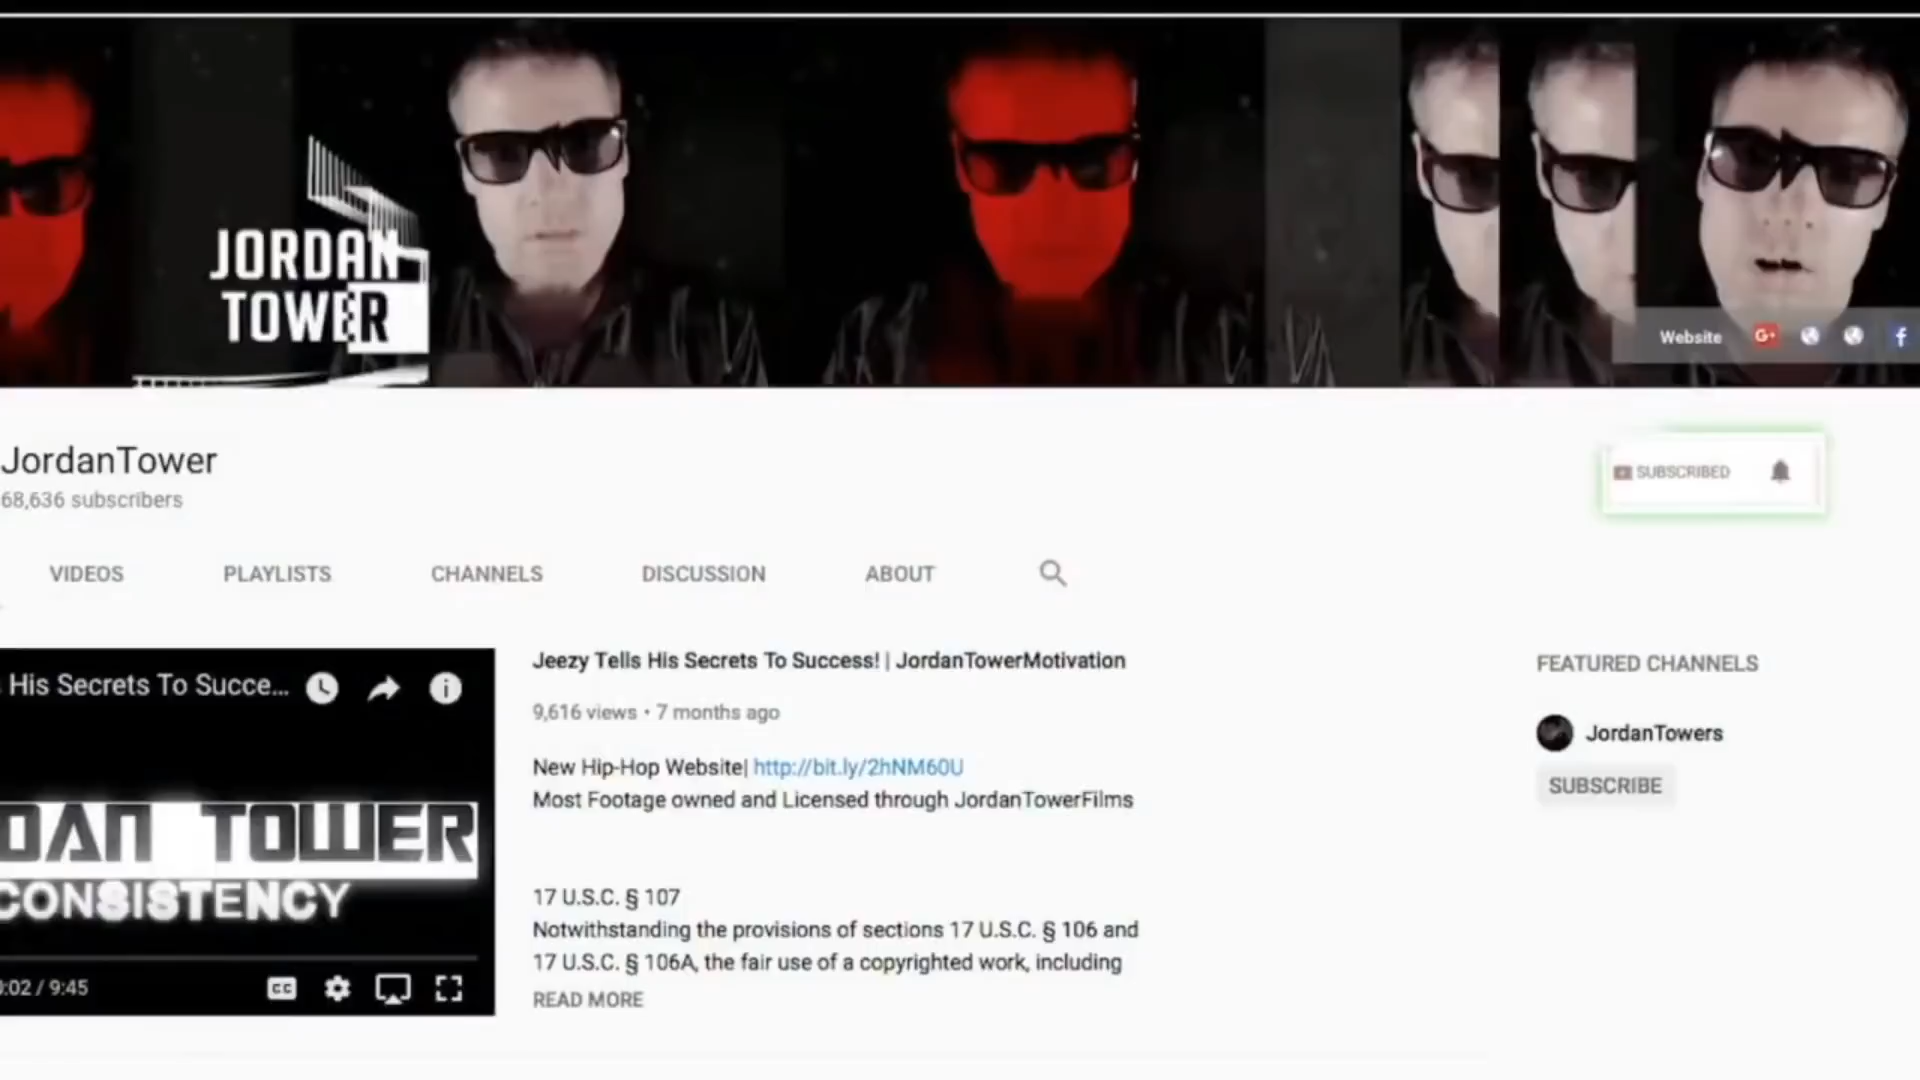 JORDAN
TOWER
Website
G+
f
JordanTower
68,636 subscribers
SUBSCRIBED
VIDEOS
PLAYLISTS
CHANNELS
DISCUSSION
ABOUT
His Secrets To Succe...
DAN TOWER
CONSISTENCY
:02 / 9:45
CC
Jeezy Tells His Secrets To Success! | JordanTowerMotivation
9,616 views • 7 months ago
New Hip-Hop Website| http://bit.ly/2hNM60U
Most Footage owned and Licensed through JordanTowerFilms
17 U.S.C. § 107
Notwithstanding the provisions of sections 17 U.S.C. § 106 and
17 U.S.C. § 106A, the fair use of a copyrighted work, including
READ MORE
FEATURED CHANNELS
JordanTowers
SUBSCRIBE